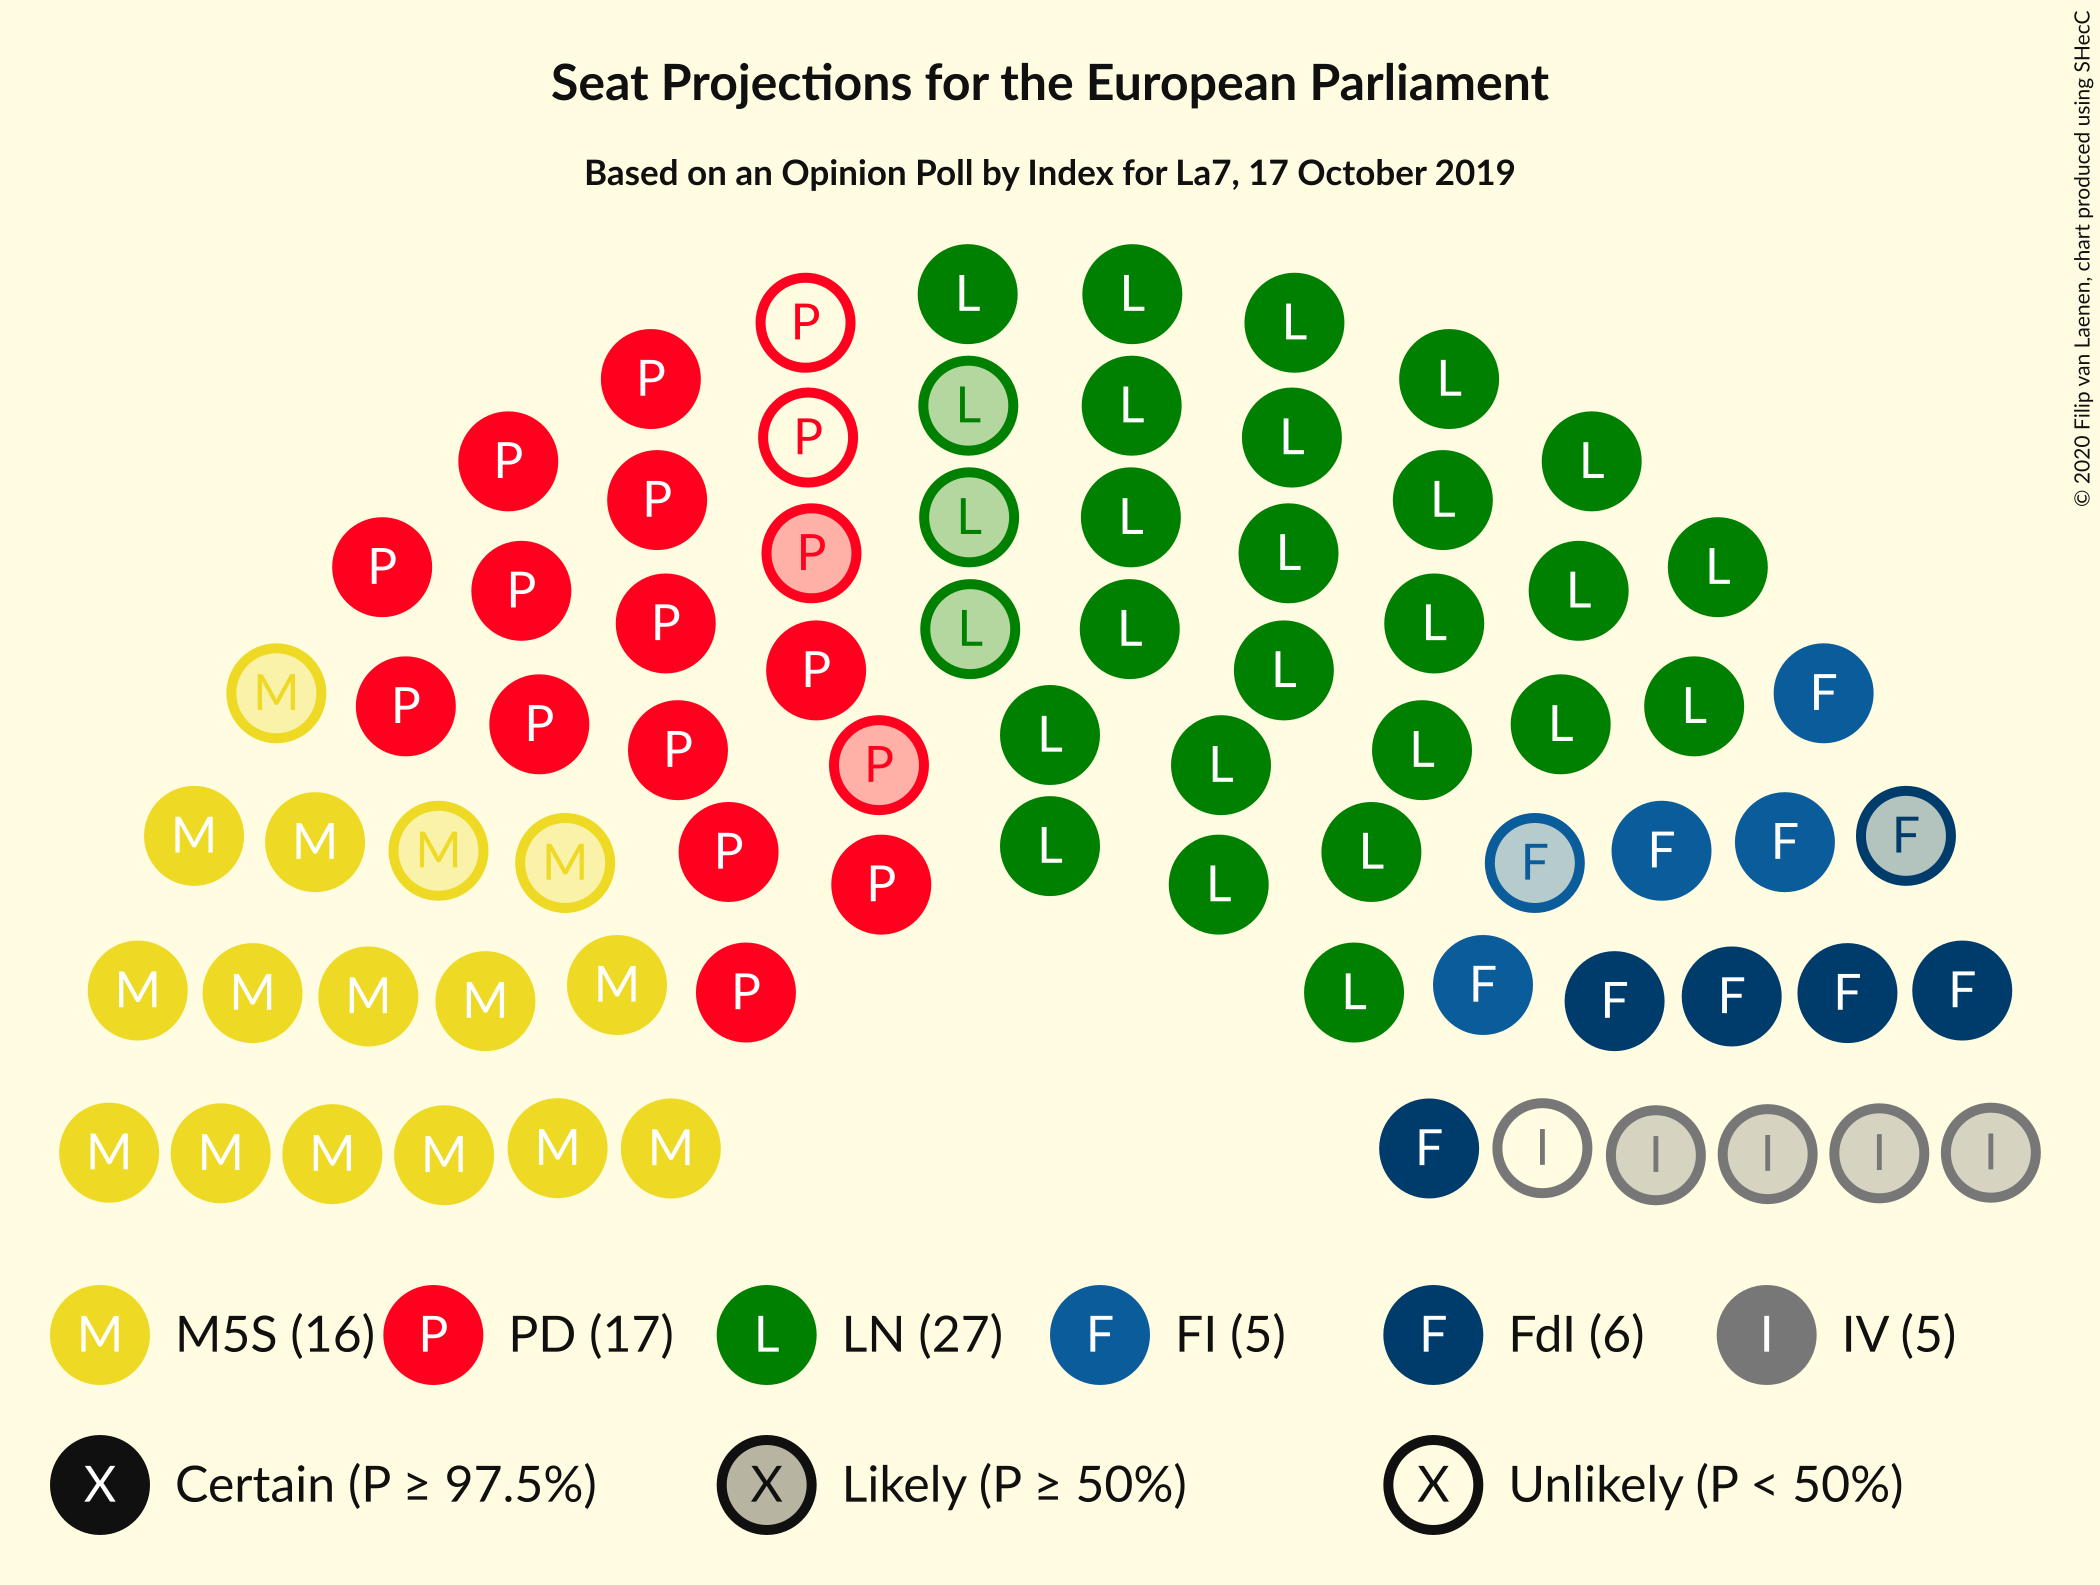 Seat Projections for the European Parliament
Based on an Opinion Poll by Index for La7, 17 October 2019
© 2020 Filip van Laenen, chart produced using SHecC
L L
P L L
P L
P L L L
P L
P L
P L L L
P L L
P L
P L
P L L L
P L
P L
M P F
P L L L
P L
P L
M P L F
M M F F
M M P L F F
P L
M P L F
M M M M F F F F
M M M M M M F I I I I I
M M5S (16) P PD (17) L LN (27) F FI (5) F FdI (6) I IV (5)
X Certain (P ≥ 97.5%) X Likely (P ≥ 50%) X Unlikely (P < 50%)